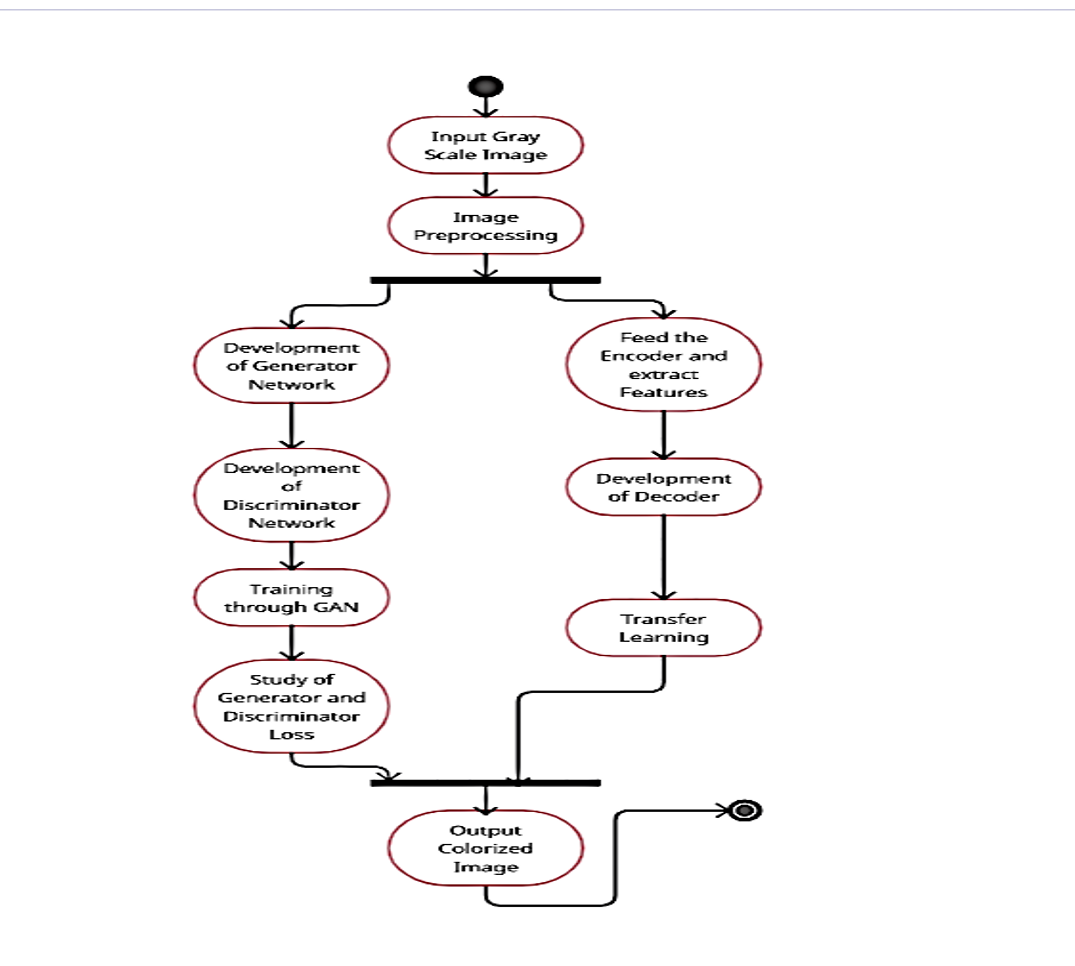 Input Gray
Scale Image
Image
Preprocessing
Development
of Generator
Network
Development
of
Discriminator
Network
Training
through GAN
Study of
Generator and
Discriminator
Loss
Feed the
Encoder and
extract
Features
Development
of Decoder
Transfer
Learning
Output
Colorized
Image